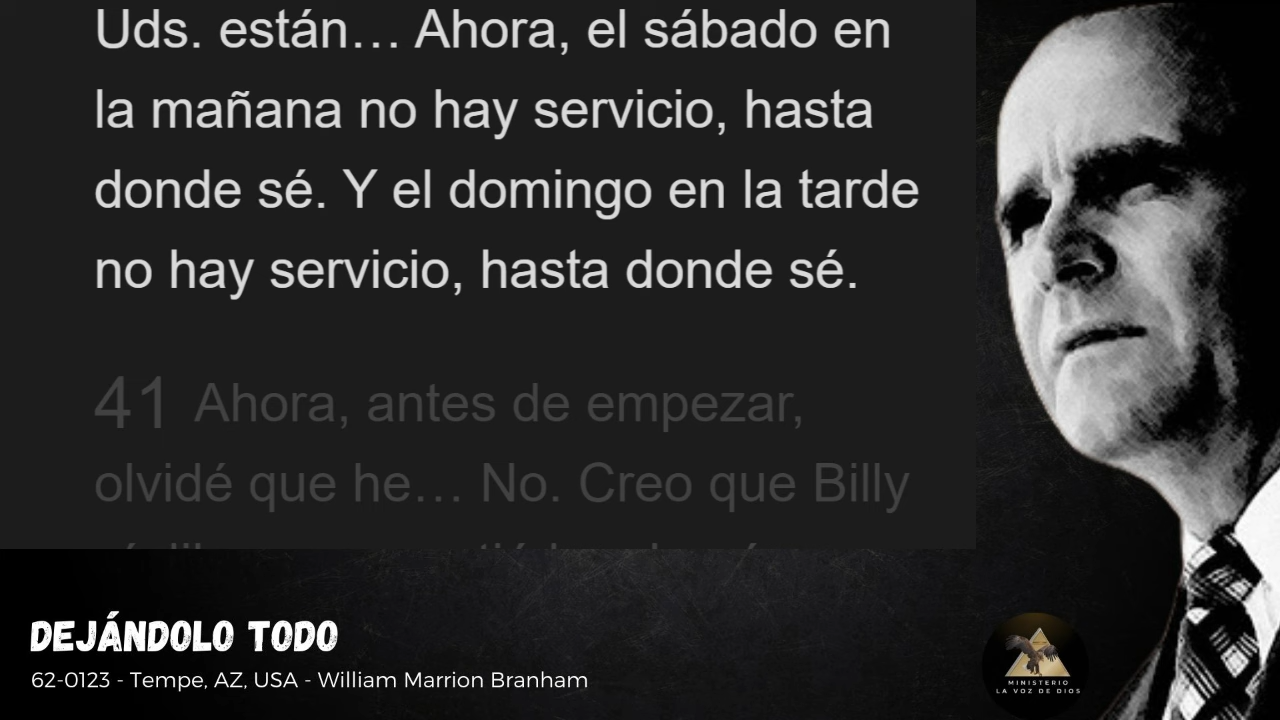 Uds. están… Ahora, el sábado en
la mañana no hay servicio, hasta
donde sé. Y el domingo en la tarde
no hay servicio, hasta donde sé.
41 Ahora, antes de empezar,
olvidé que he… No. Creo que Billy
DEJÁNDOLO TODO
62-0123 - Tempe, AZ, USA - William Marrion Branham
MINISTERIO
LA VOZ DE DIOS